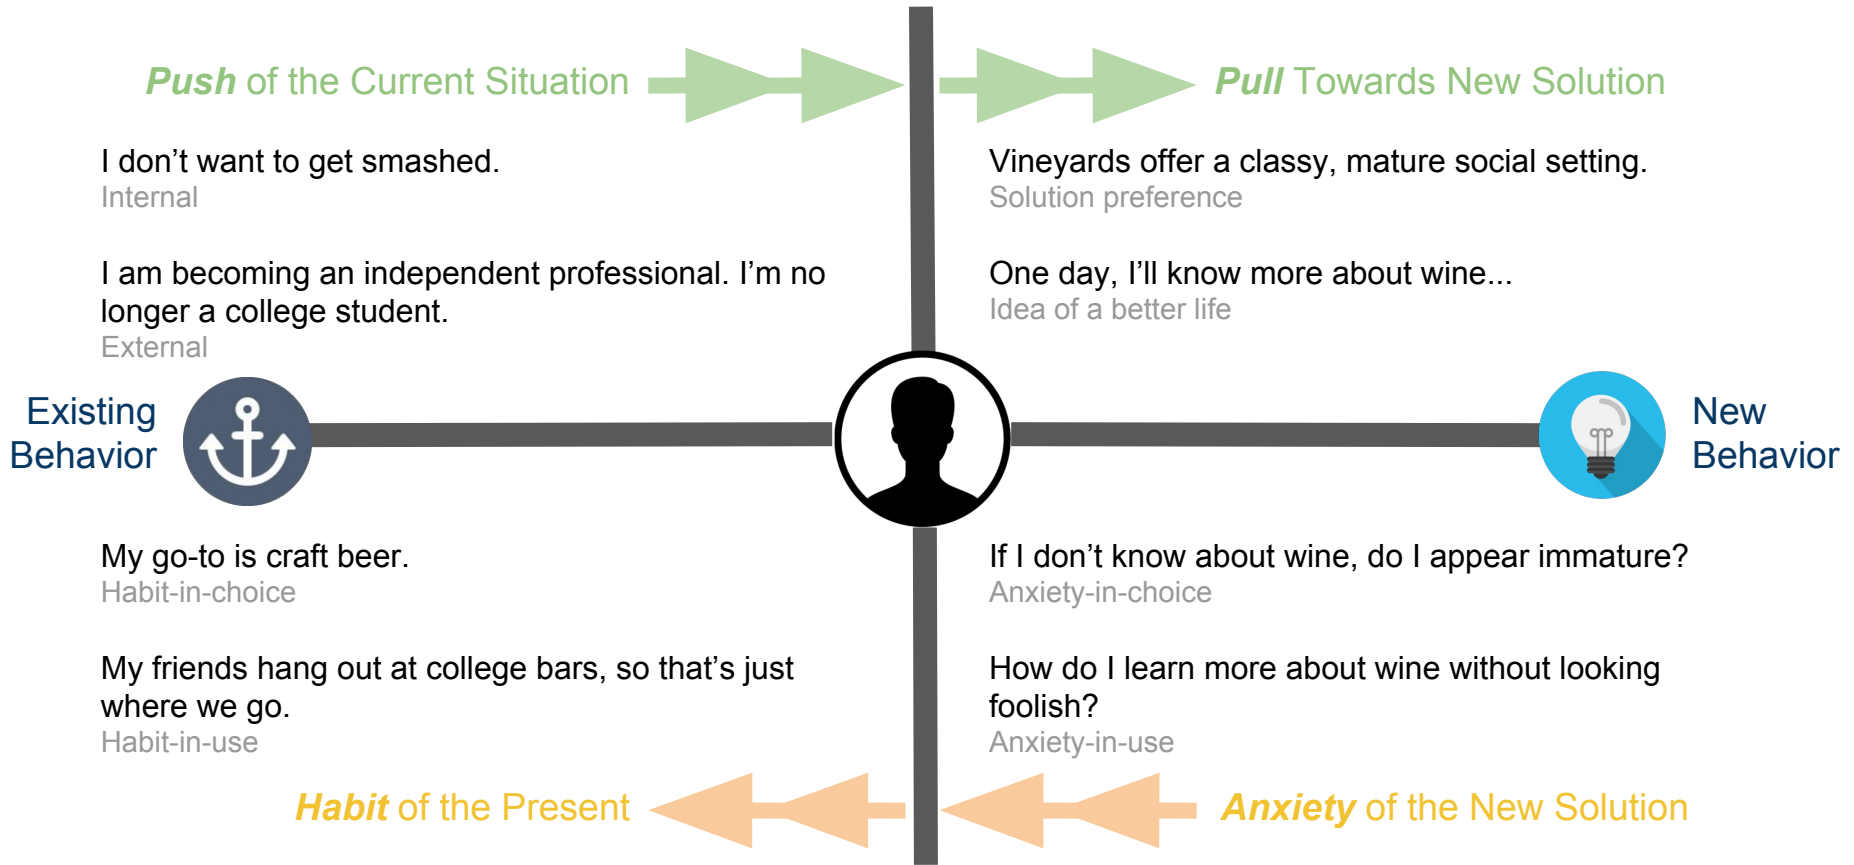 Push of the Current Situation
Pull Towards New Solution
I don't want to get smashed.
Internal
I am becoming an independent professional. I'm no
longer a college student.
External
Vineyards offer a classy, mature social setting.
Solution preference
One day, I'll know more about wine...
Idea of a better life
Existing
Behavior
New
Behavior
My go-to is craft beer.
Habit-in-choice
My friends hang out at college bars, so that's just
where we go.
Habit-in-use
If I don't know about wine, do I appear immature?
Anxiety-in-choice
How do I learn more about wine without looking
foolish?
Anxiety-in-use
Habit of the Present
Anxiety of the New Solution